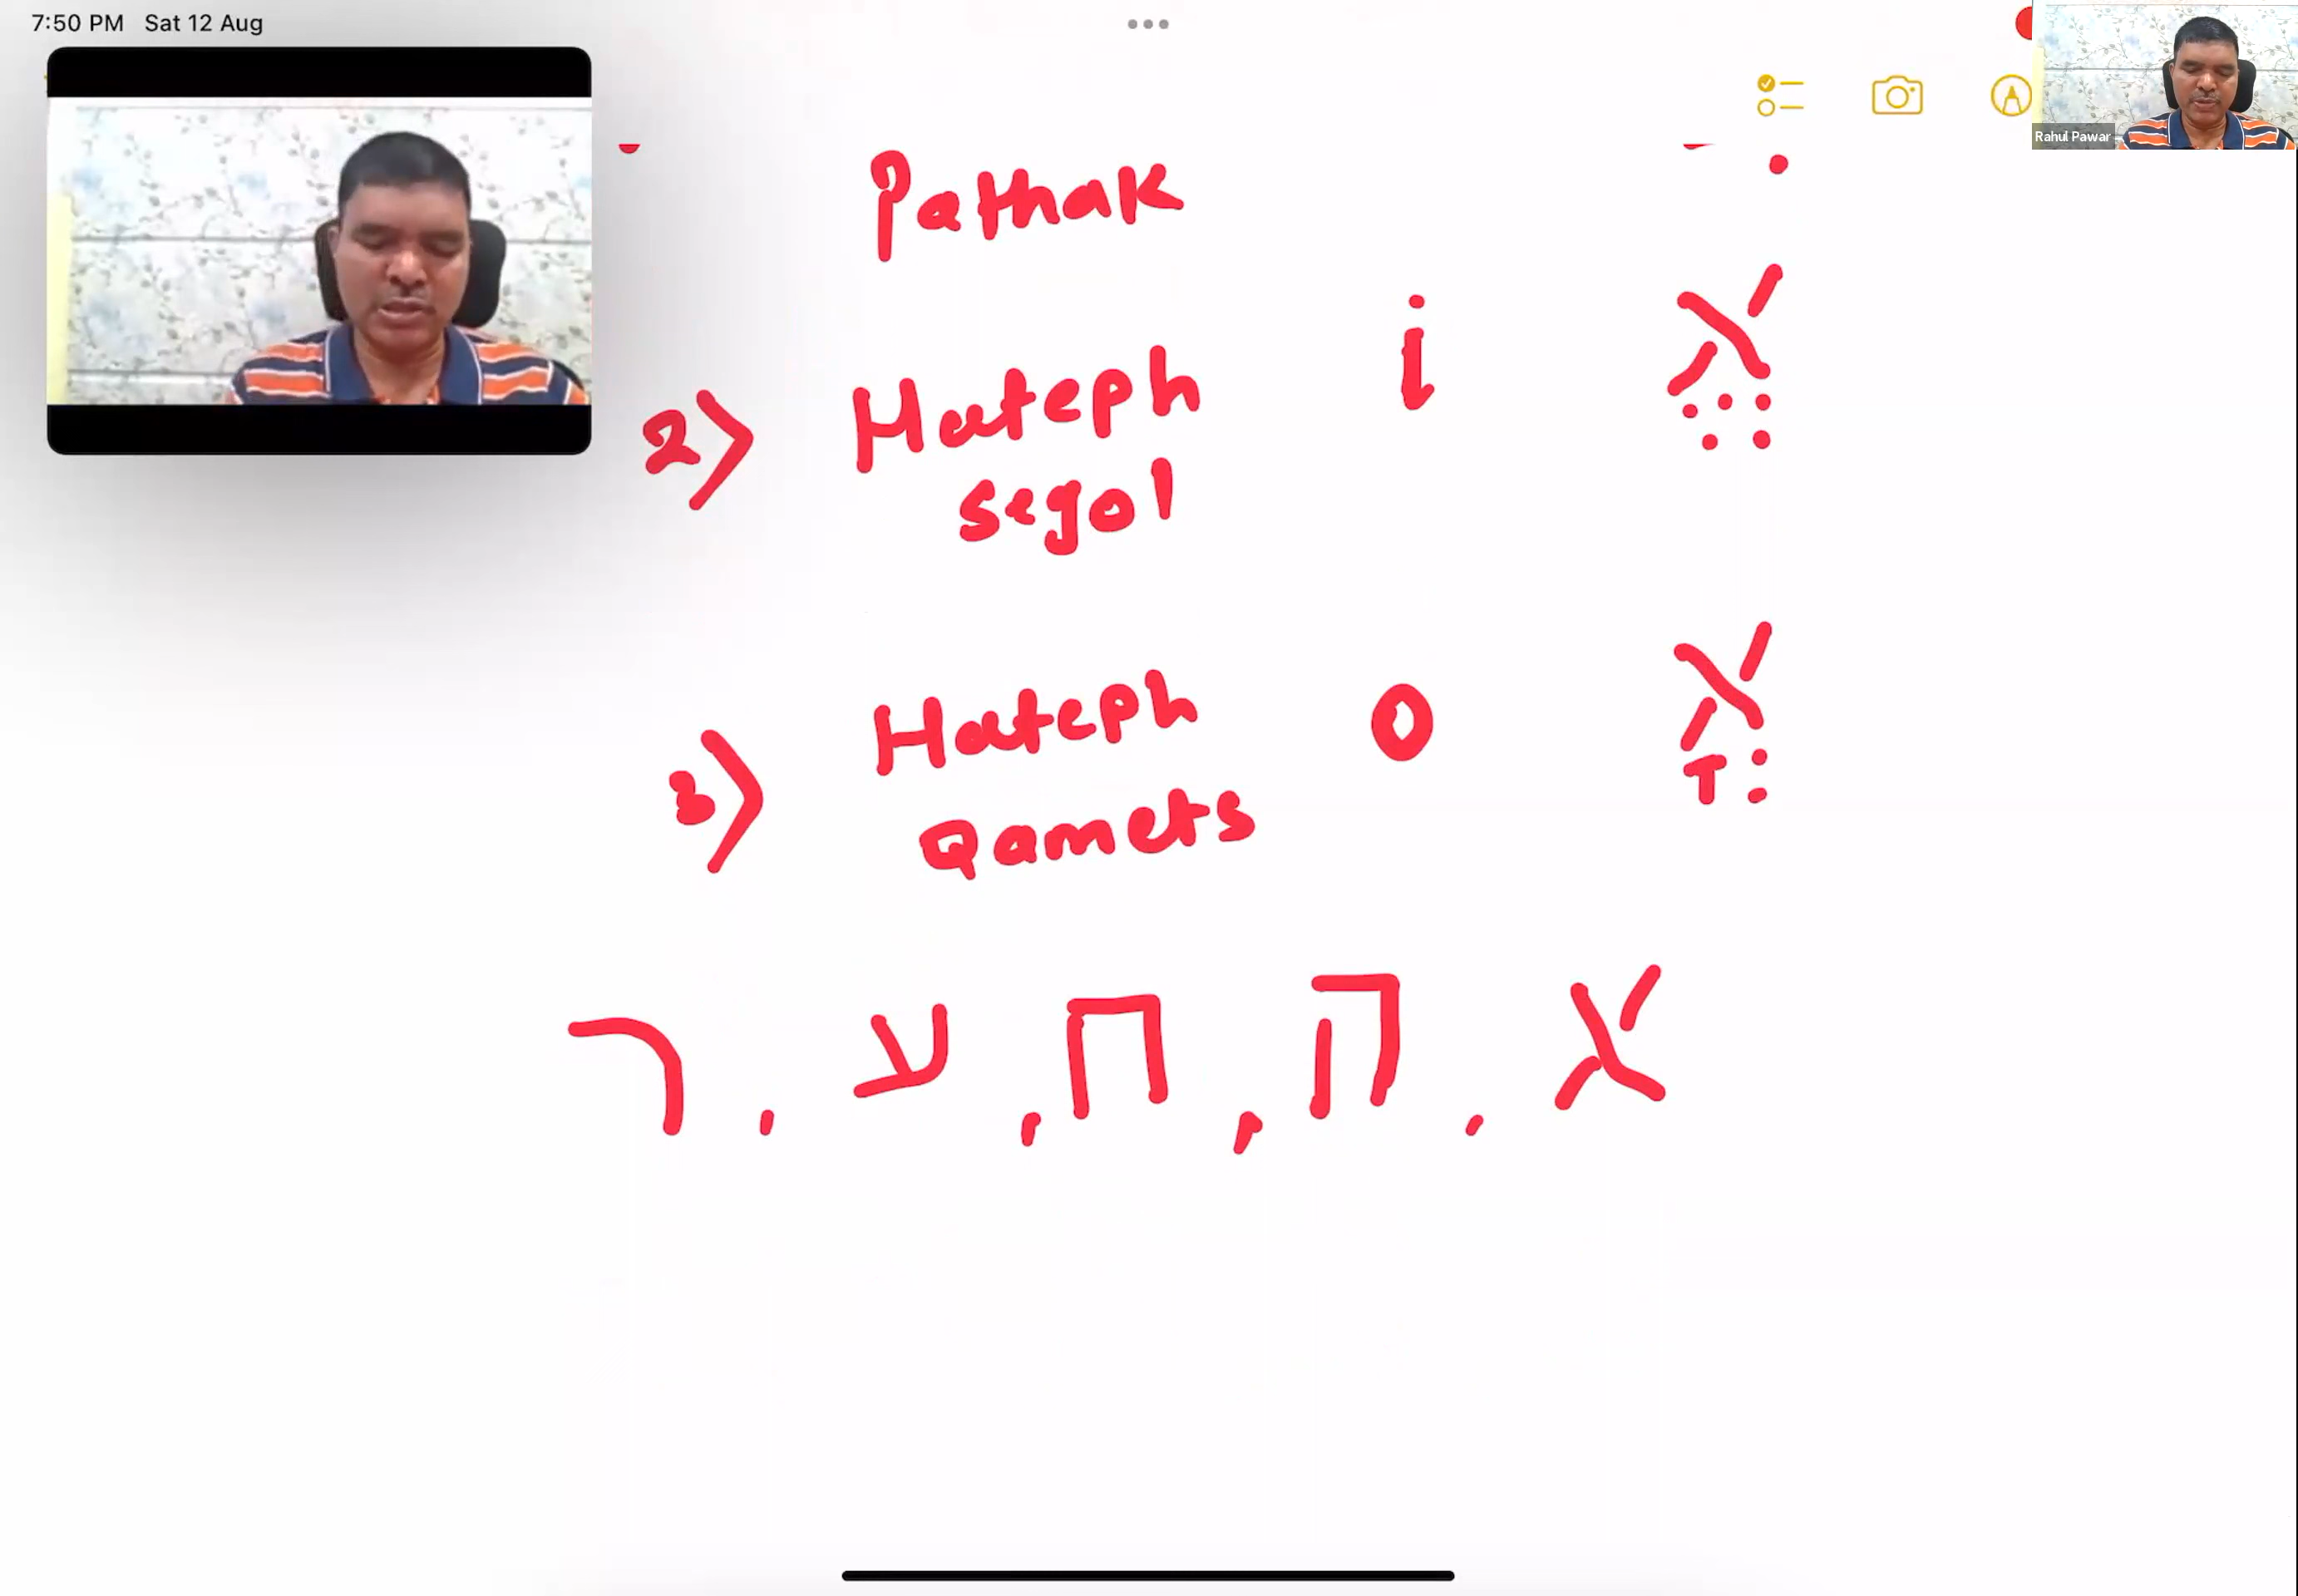 7:50 PM Sat 12 Aug
Rahul Pawar
Pathak
2) Hateph i אֱ
segol
3) Hateph o אֳ
Qamets
א , ה , ח , ע , ר